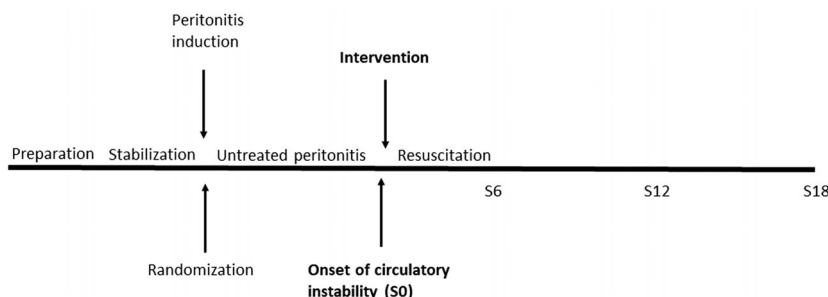 Peritonitis
induction
Intervention
Preparation Stabilization Untreated peritonitis Resuscitation
S6 S12 S18
Randomization
Onset of circulatory
instability (S0)